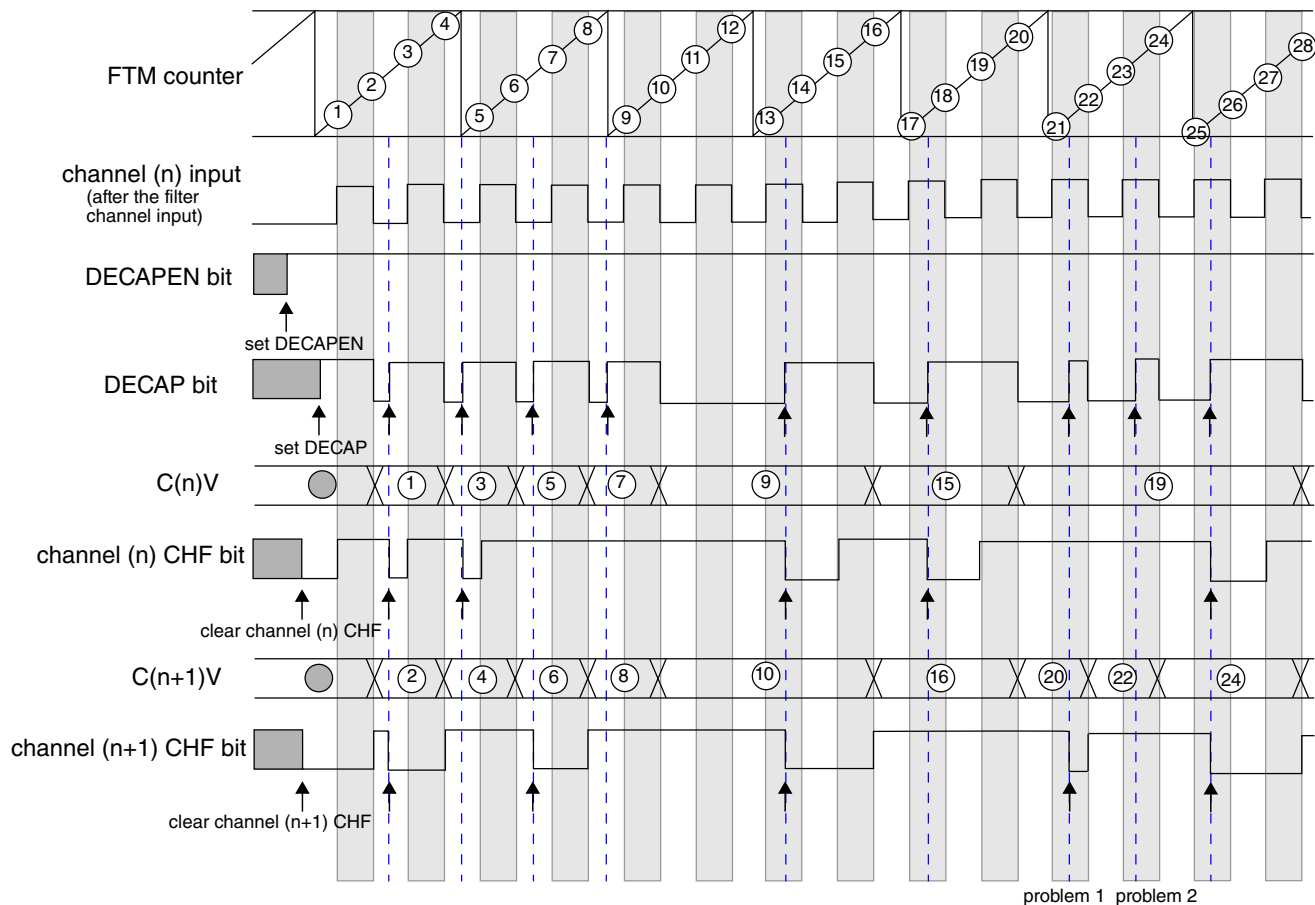 FTM counter
1 2 3 4 5 6 7 8 9 10 11 12 13 14 15 16 17 18 19 20 21 22 23 24 25 26 27 28
channel (n) input
(after the filter
channel input)
DECAPEN bit
set DECAPEN
DECAP bit
set DECAP
C(n)V
1 3 5 7 9 15 19
channel (n) CHF bit
clear channel (n) CHF
C(n+1)V
2 4 6 8 10 16 20 22 24
channel (n+1) CHF bit
clear channel (n+1) CHF
problem 1 problem 2